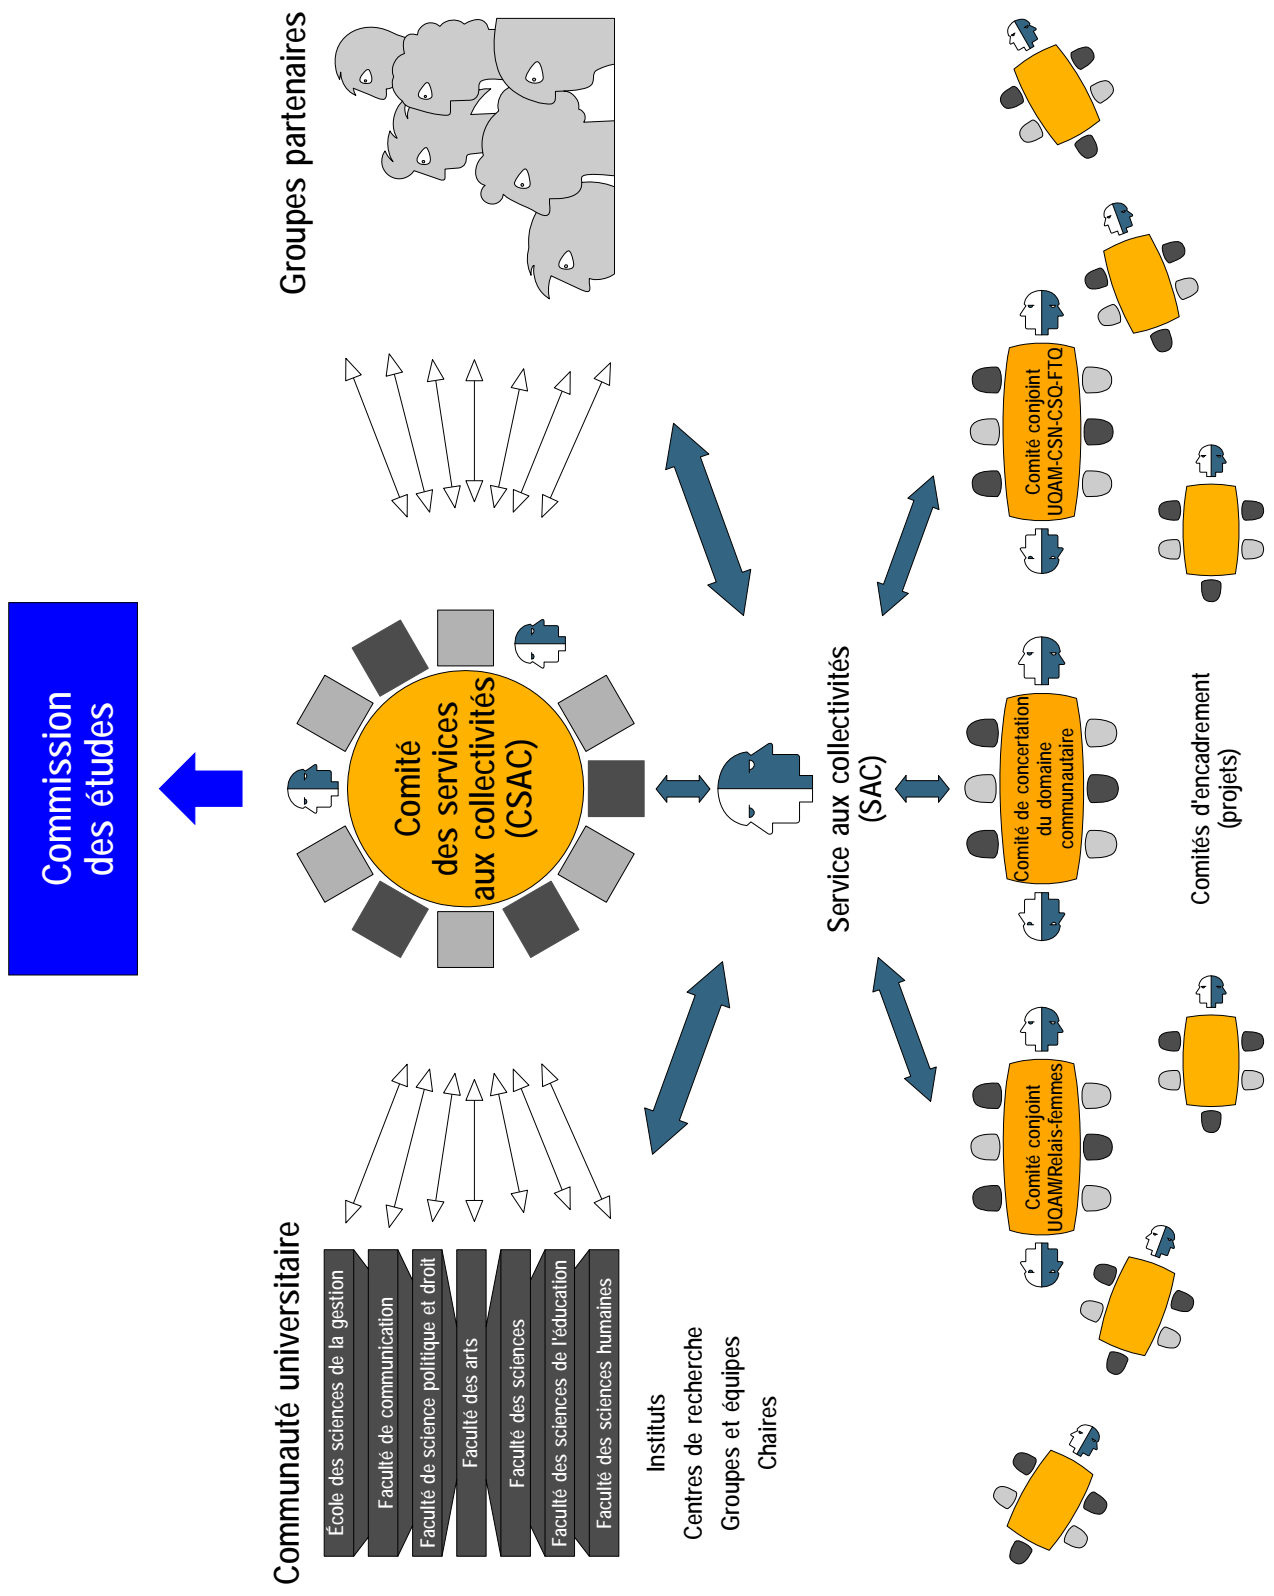 Commission
des études
Communauté universitaire
Groupes partenaires
École des sciences de la gestion
Faculté de communication
Faculté de science politique et droit
Faculté des arts
Faculté des sciences
Faculté des sciences de l'éducation
Faculté des sciences humaines
Instituts
Centres de recherche
Groupes et équipes
Chaires
Comité
des services
aux collectivités
(CSAC)
Service aux collectivités
(SAC)
Comité conjoint
UQAM/Relais-femmes
Comité de concertation
du domaine
communautaire
Comité conjoint
UQAM-CSN-CSQ-FTQ
Comités d'encadrement
(projets)